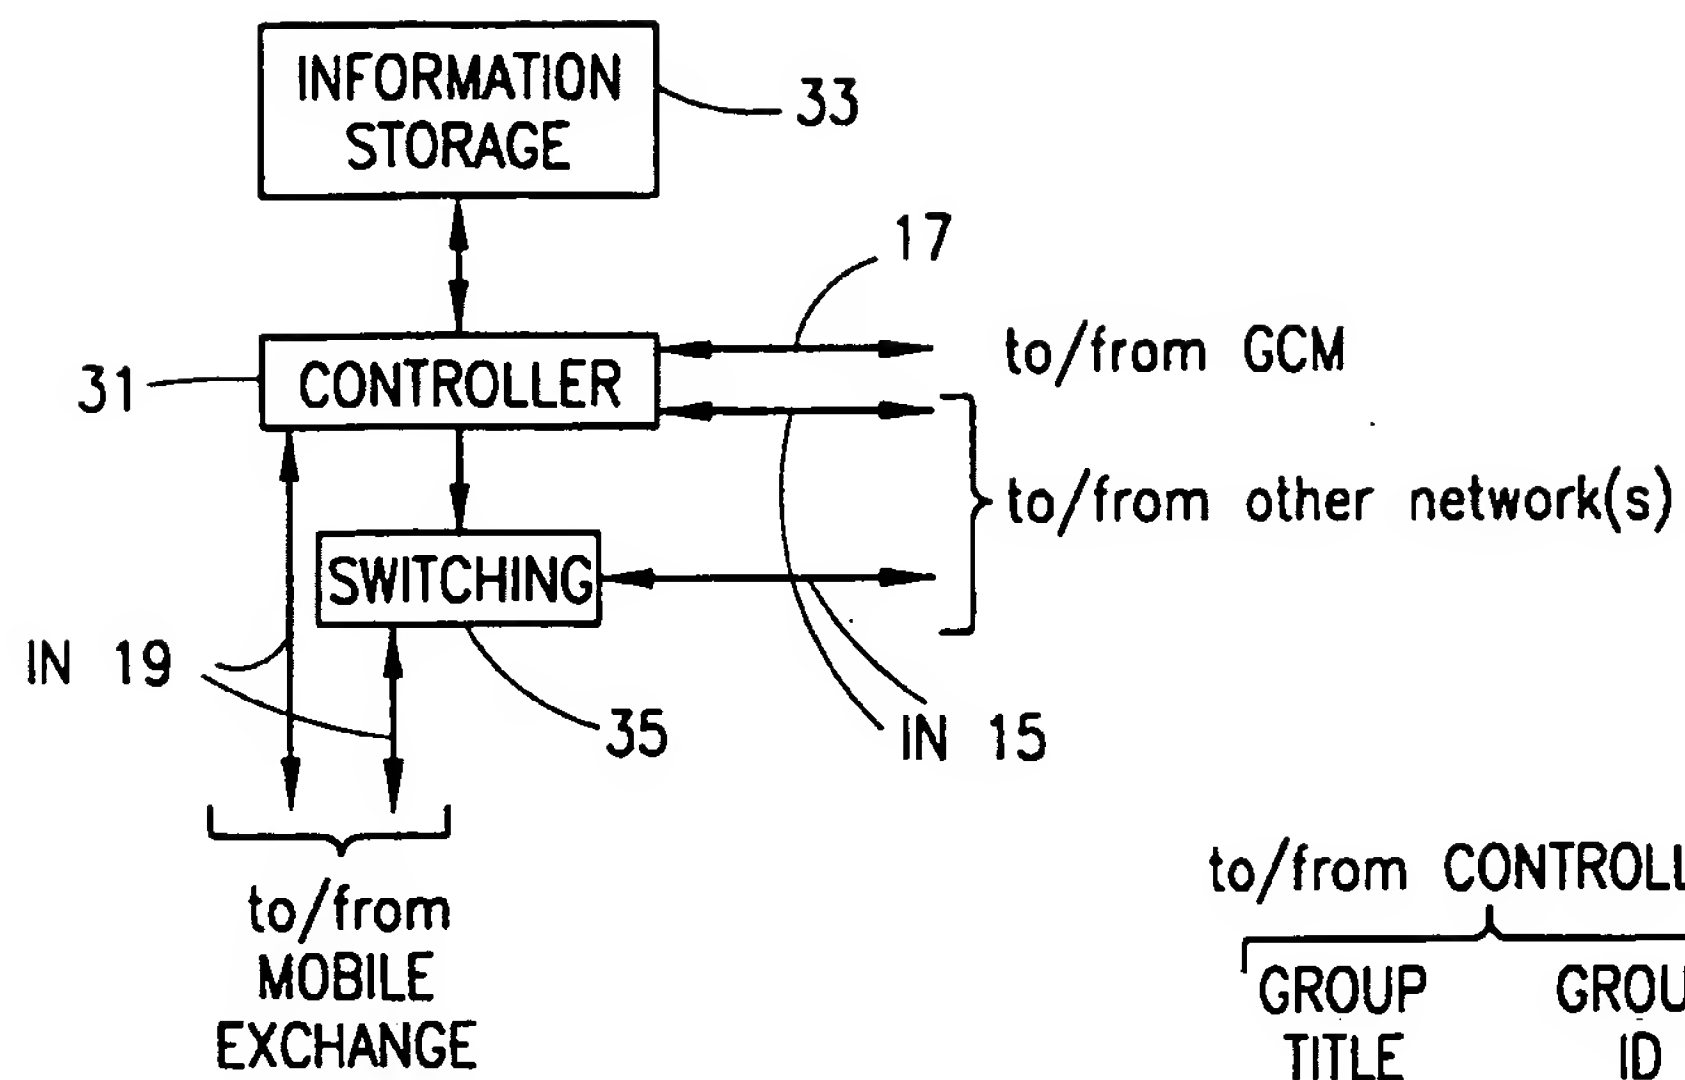 INFORMATION
STORAGE
33
17
to/from GCM
31
CONTROLLER
to/from other network(s)
SWITCHING
IN 19
35
IN 15
to/from
MOBILE
EXCHANGE
to/from
GROUP
TITLE
ID